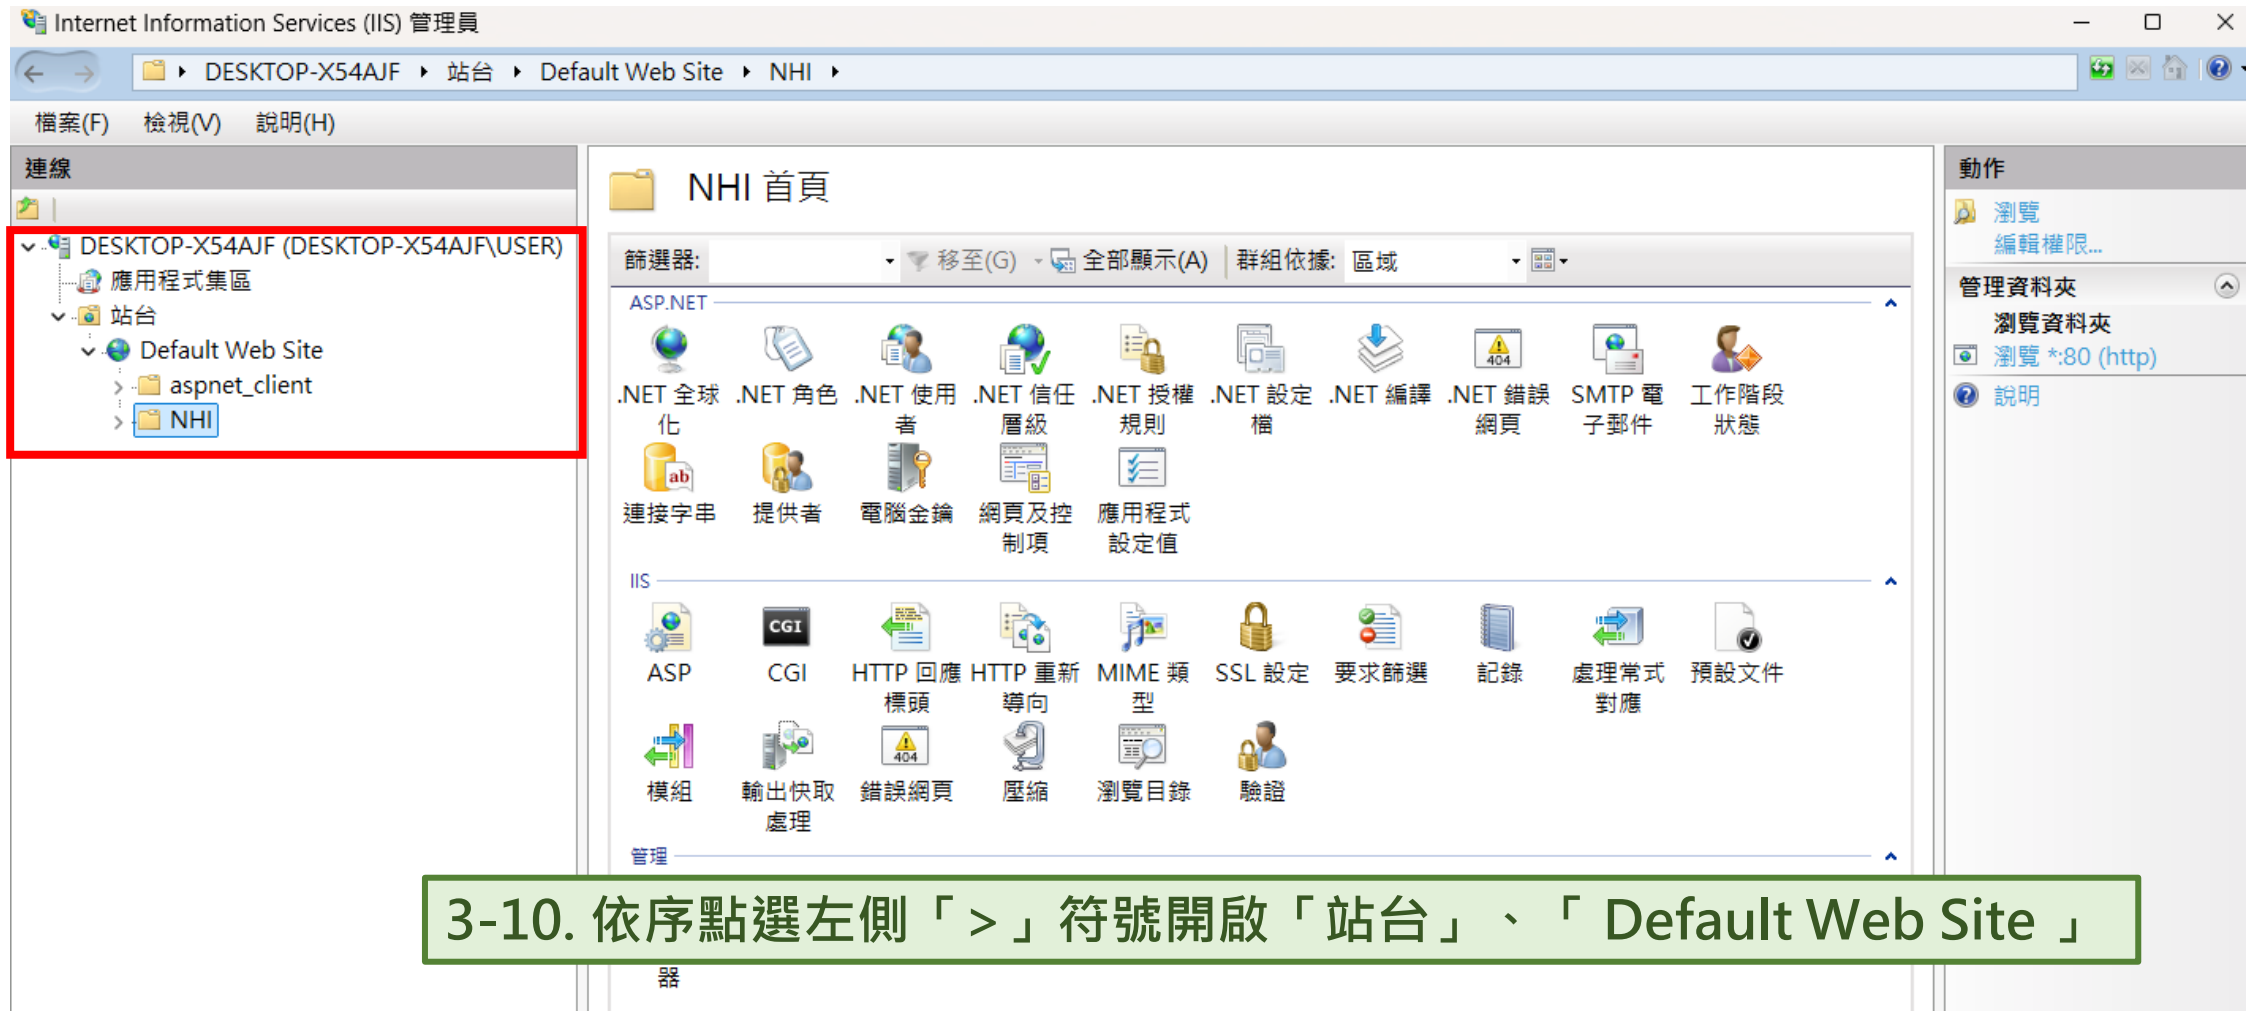 Internet Information Services (IIS) 管理員
DESKTOP-X54AJF 站台 Default Web Site NHI
檔案(F) 檢視(V) 說明(H)
連線
DESKTOP-X54AJF (DESKTOP-X54AJF\USER)
應用程式集區
站台
Default Web Site
aspnet_client
NHI
NHI 首頁
篩選器: 移至(G) 全部顯示(A) 群組依據: 區域
ASP.NET
.NET 全球化
.NET 角色
.NET 使用者
.NET 信任層級
.NET 授權規則
.NET 設定檔
.NET 編譯
.NET 錯誤網頁
SMTP 電子郵件
工作階段狀態
連接字串
提供者
電腦金鑰
網頁及控制項
應用程式設定值
IIS
ASP
CGI
HTTP 回應標頭
HTTP 重新導向
MIME 類型
SSL 設定
要求篩選
記錄
處理常式對應
預設文件
模組
輸出快取處理
錯誤網頁
壓縮
瀏覽目錄
驗證
管理
器
動作
瀏覽
編輯權限...
管理資料夾
瀏覽資料夾
瀏覽 *:80 (http)
說明
3-10. 依序點選左側「>」符號開啟「站台」、「 Default Web Site 」